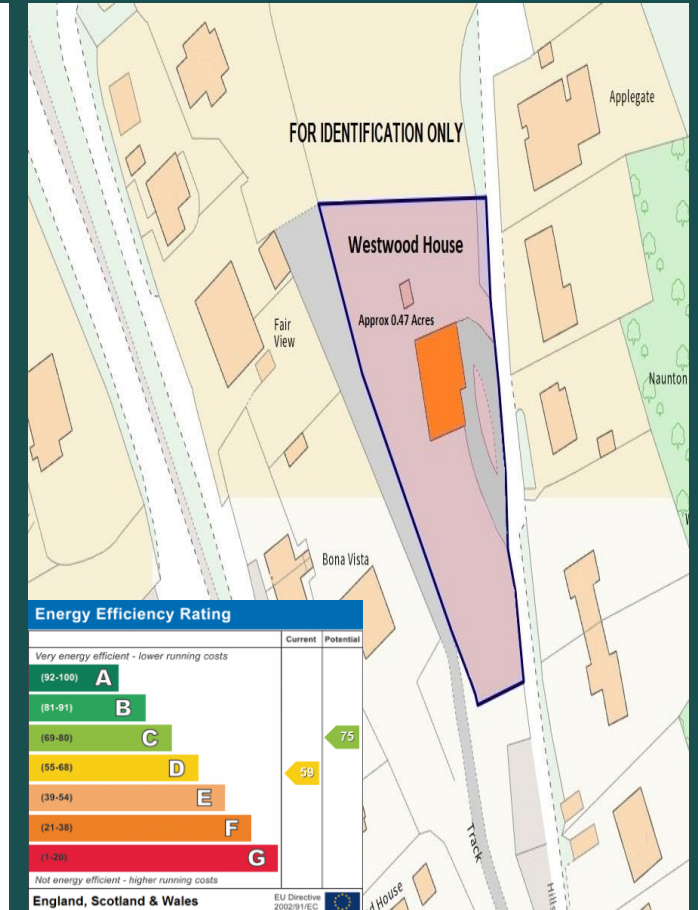 Applegate
FOR IDENTIFICATION ONLY
Westwood House
Approx 0.47 Acres
Fair
View
Naunton
Bona Vista
Track
House
Energy Efficiency Rating
Current Potential
Very energy efficient - lower running costs
(92-100) A
(81-91) B
(69-80) C 75
(55-68) D 59
(39-54) E
(21-38) F
(1-20) G
Not energy efficient - higher running costs
England, Scotland & Wales
EU Directive
2002/91/EC